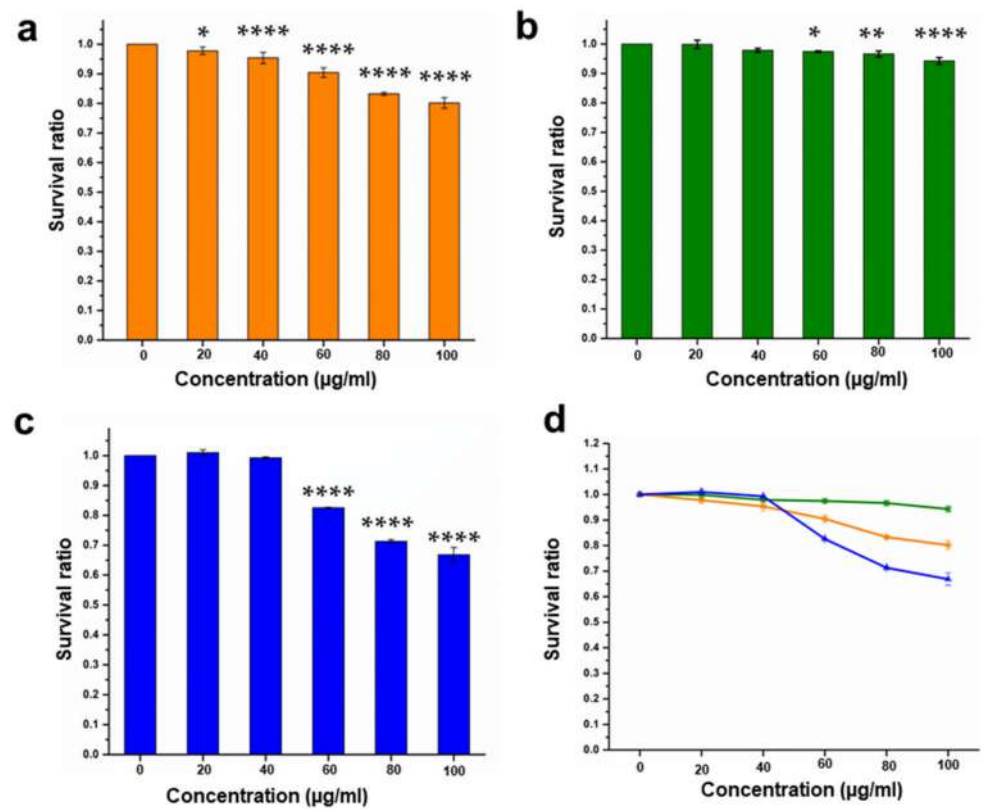 a
* **** **** **** ****
1.0
0.9
0.8
0.7
0.6
0.5
0.4
0.3
0.2
0.1
0.0
Survival ratio
0 20 40 60 80 100
Concentration (µg/ml)
b
* ** ****
1.0
0.9
0.8
0.7
0.6
0.5
0.4
0.3
0.2
0.1
0.0
Survival ratio
0 20 40 60 80 100
Concentration (µg/ml)
c
**** **** ****
1.0
0.9
0.8
0.7
0.6
0.5
0.4
0.3
0.2
0.1
0.0
Survival ratio
0 20 40 60 80 100
Concentration (µg/ml)
d
1.2
1.1
1.0
0.9
0.8
0.7
0.6
0.5
0.4
0.3
0.2
0.1
0.0
Survival ratio
0 20 40 60 80 100
Concentration (µg/ml)